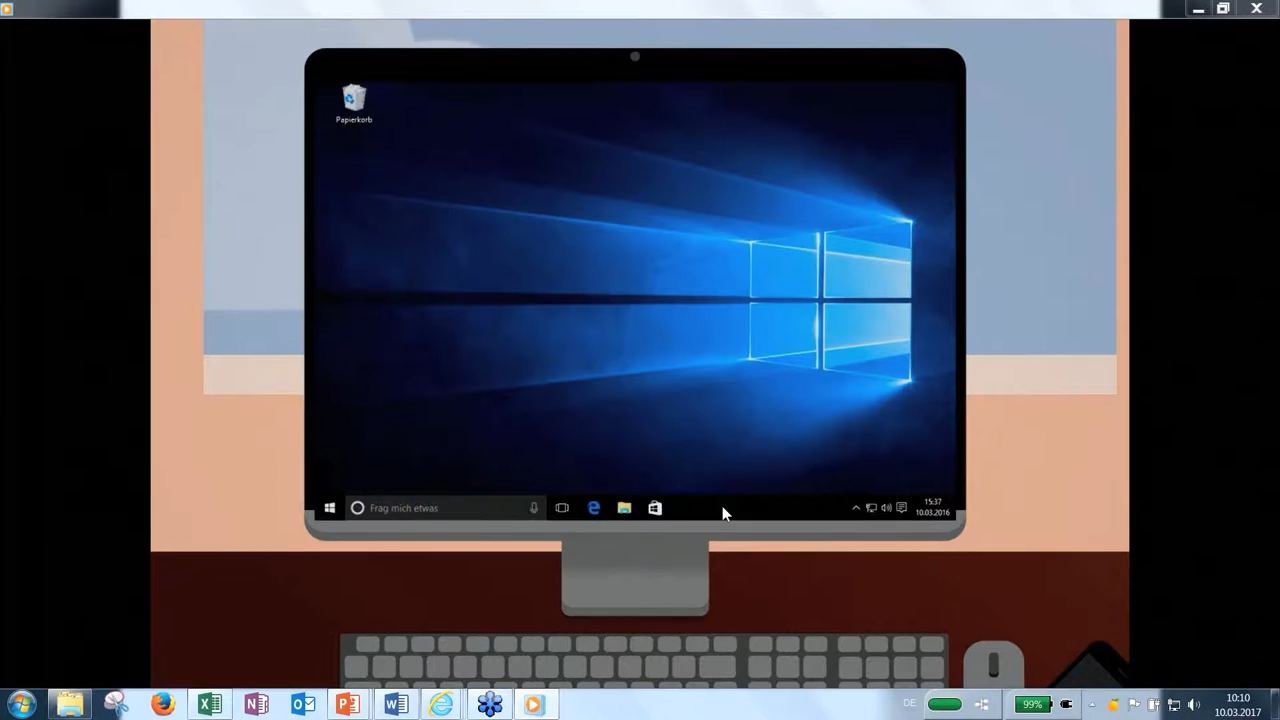 Papierkorb
Frag mich etwas
15:37
10.03.2016
DE
99%
10:10
10.03.2017